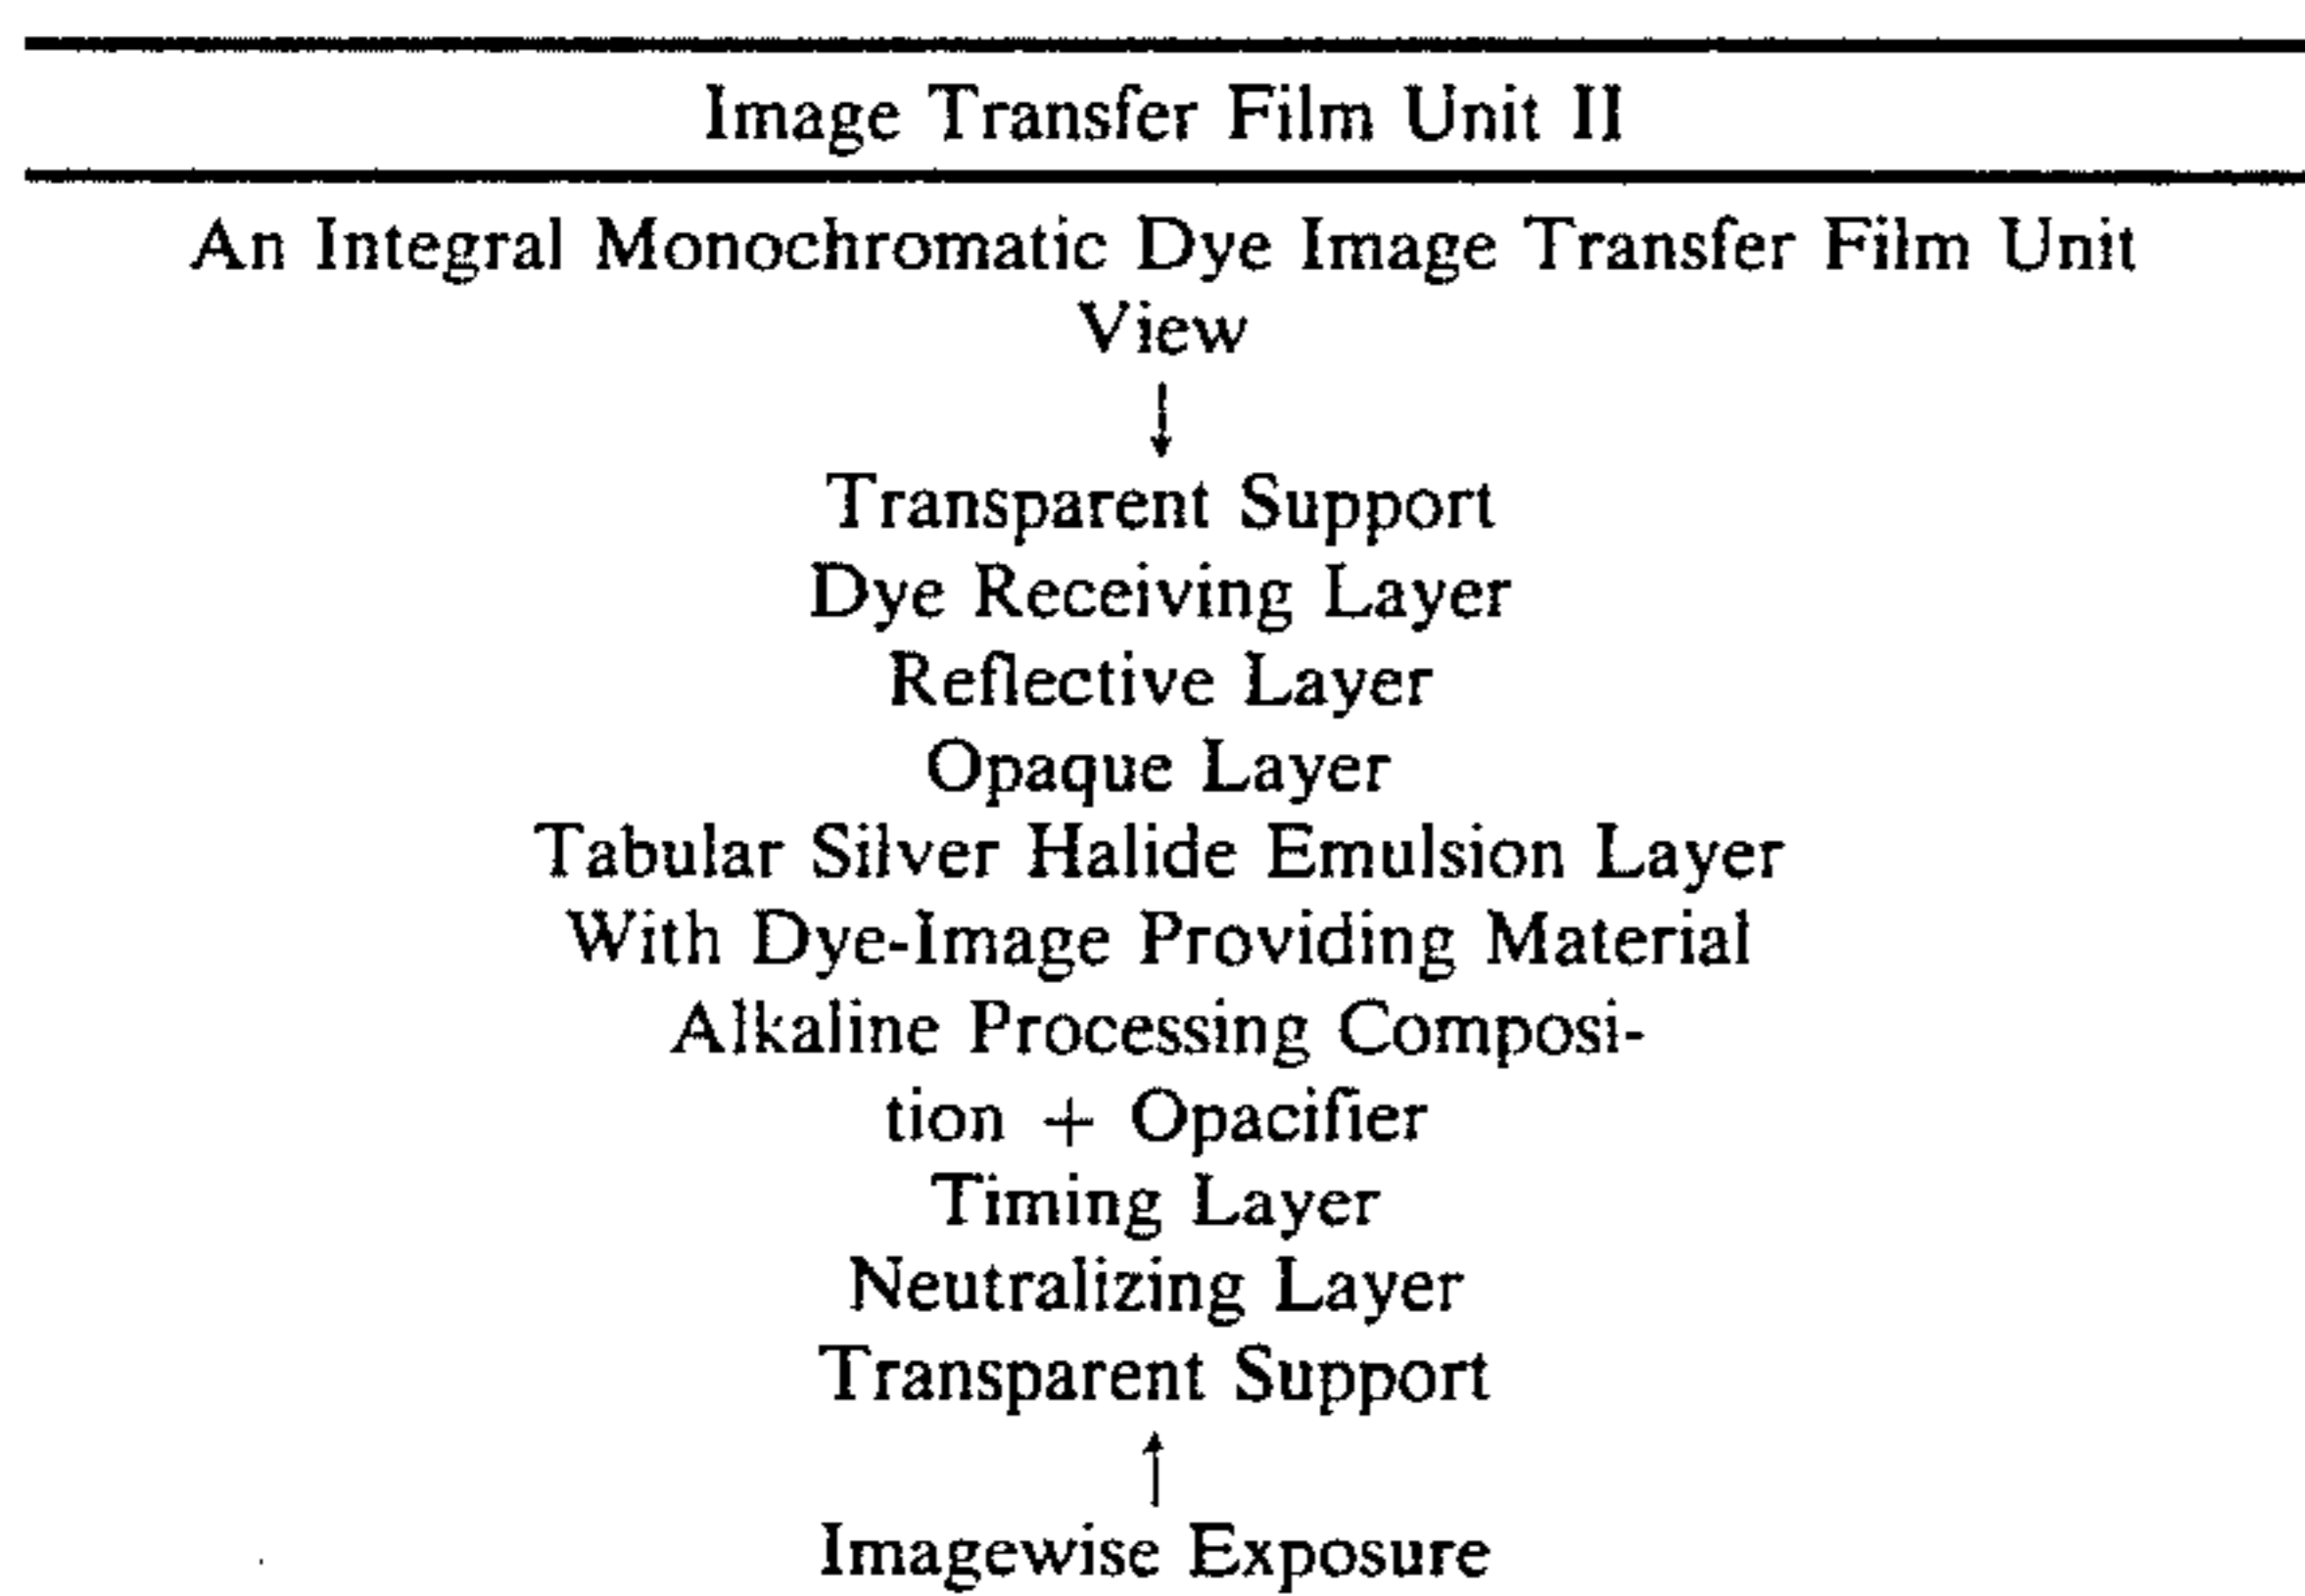 Image Transfer Film Unit II
An Integral Monochromatic Dye Image Transfer Film Unit
View
↓
Transparent Support
Dye Receiving Layer
Reflective Layer
Opaque Layer
Tabular Silver Halide Emulsion Layer
With Dye-Image Providing Material
Alkaline Processing Composi-
tion + Opacifier
Timing Layer
Neutralizing Layer
Transparent Support
↑
Imagewise Exposure